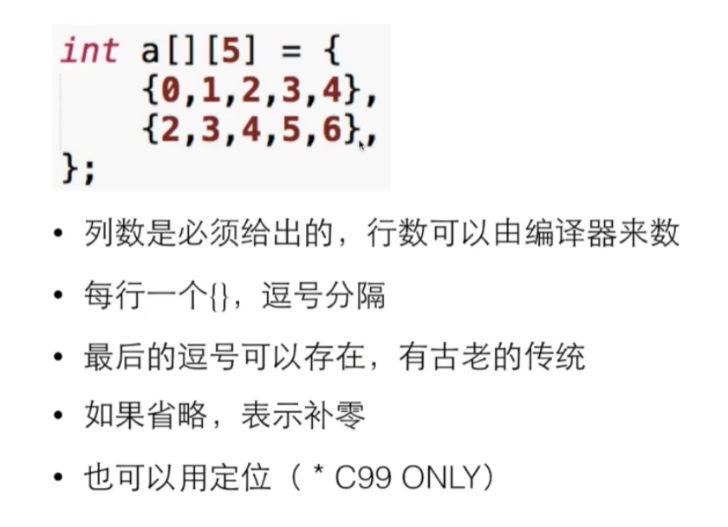 int a[][5] = {
{0,1,2,3,4},
{2,3,4,5,6},
};
• 列数是必须给出的，行数可以由编译器来数
• 每行一个{}，逗号分隔
• 最后的逗号可以存在，有古老的传统
• 如果省略，表示补零
• 也可以用定位（ * C99 ONLY）